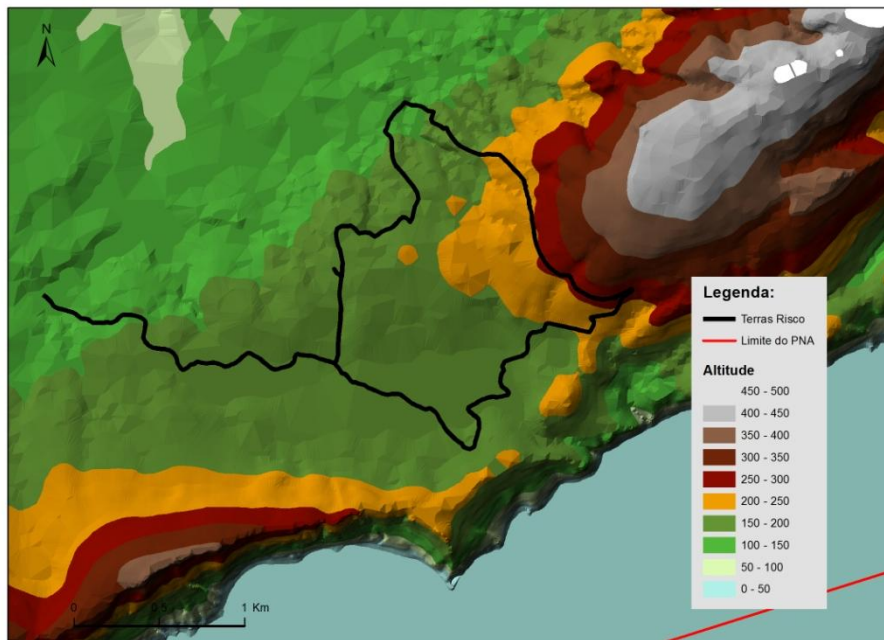 N
Legenda:
Terras Risco
Limite do PNA
Altitude
450 - 500
400 - 450
350 - 400
300 - 350
250 - 300
200 - 250
150 - 200
100 - 150
50 - 100
0 - 50
0 0.5 1 Km